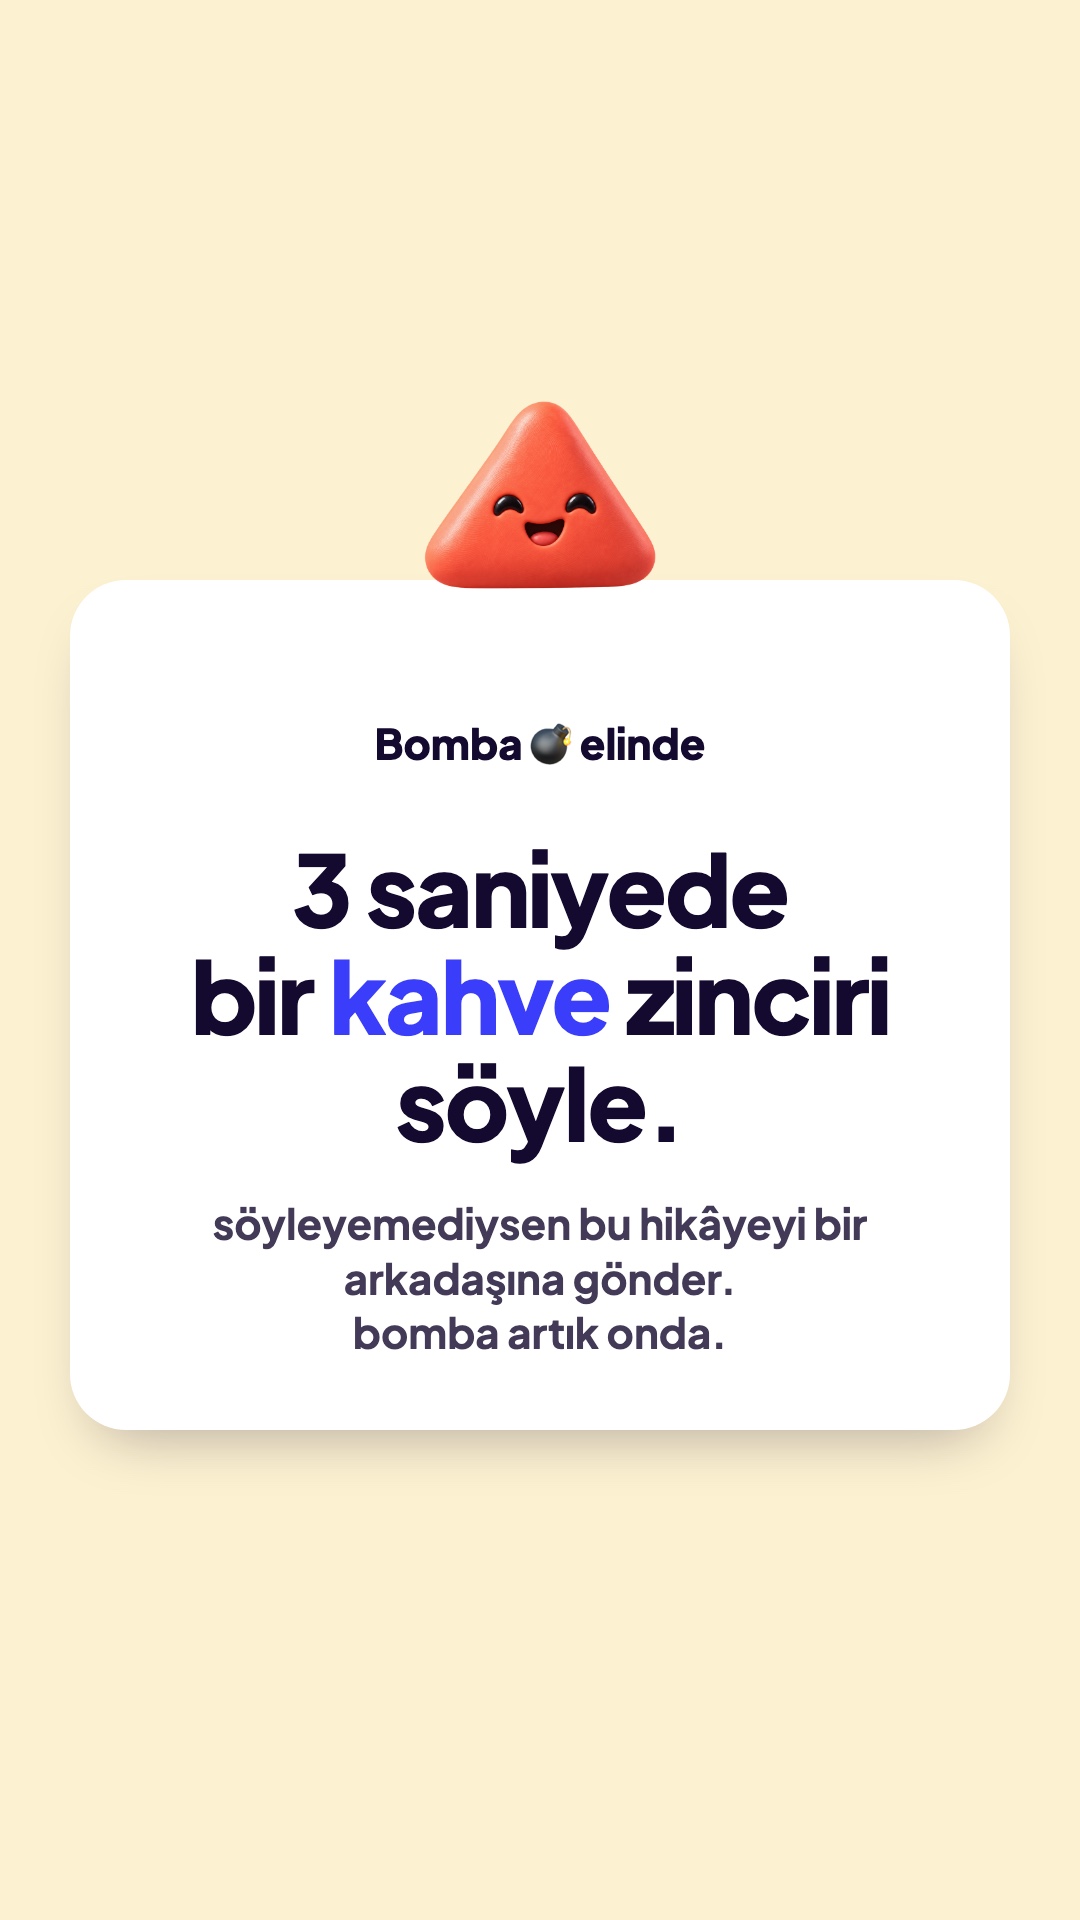 Bomba 💣 elinde
3 saniyede
bir kahve zinciri
söyle.
söyleyemediysen bu hikâyeyi bir
arkadaşına gönder.
bomba artık onda.